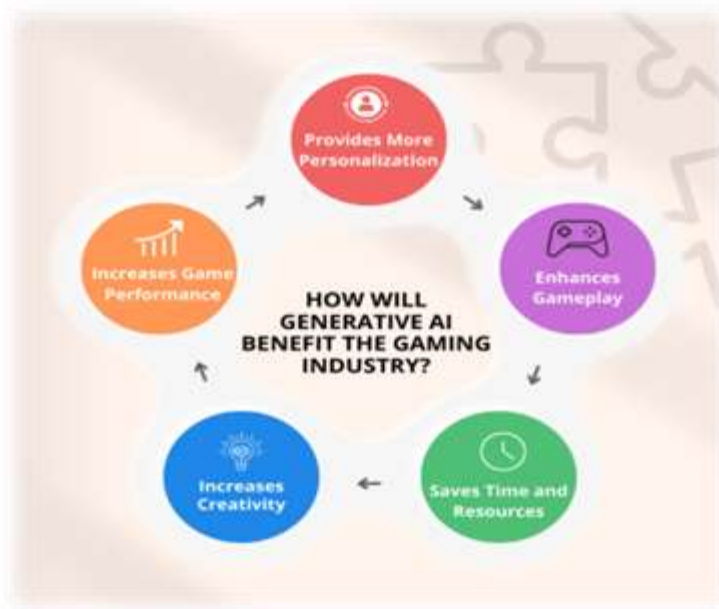 Provides More
Personalization
Increases Game
Performance
Enhances
Gameplay
HOW WILL
GENERATIVE AI
BENEFIT THE GAMING
INDUSTRY?
Increases
Creativity
Saves Time and
Resources